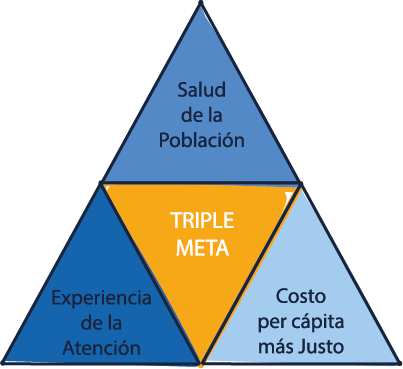 Salud
de la
Población
TRIPLE
META
Experiencia
de la
Atención
Costo
per cápita
más Justo